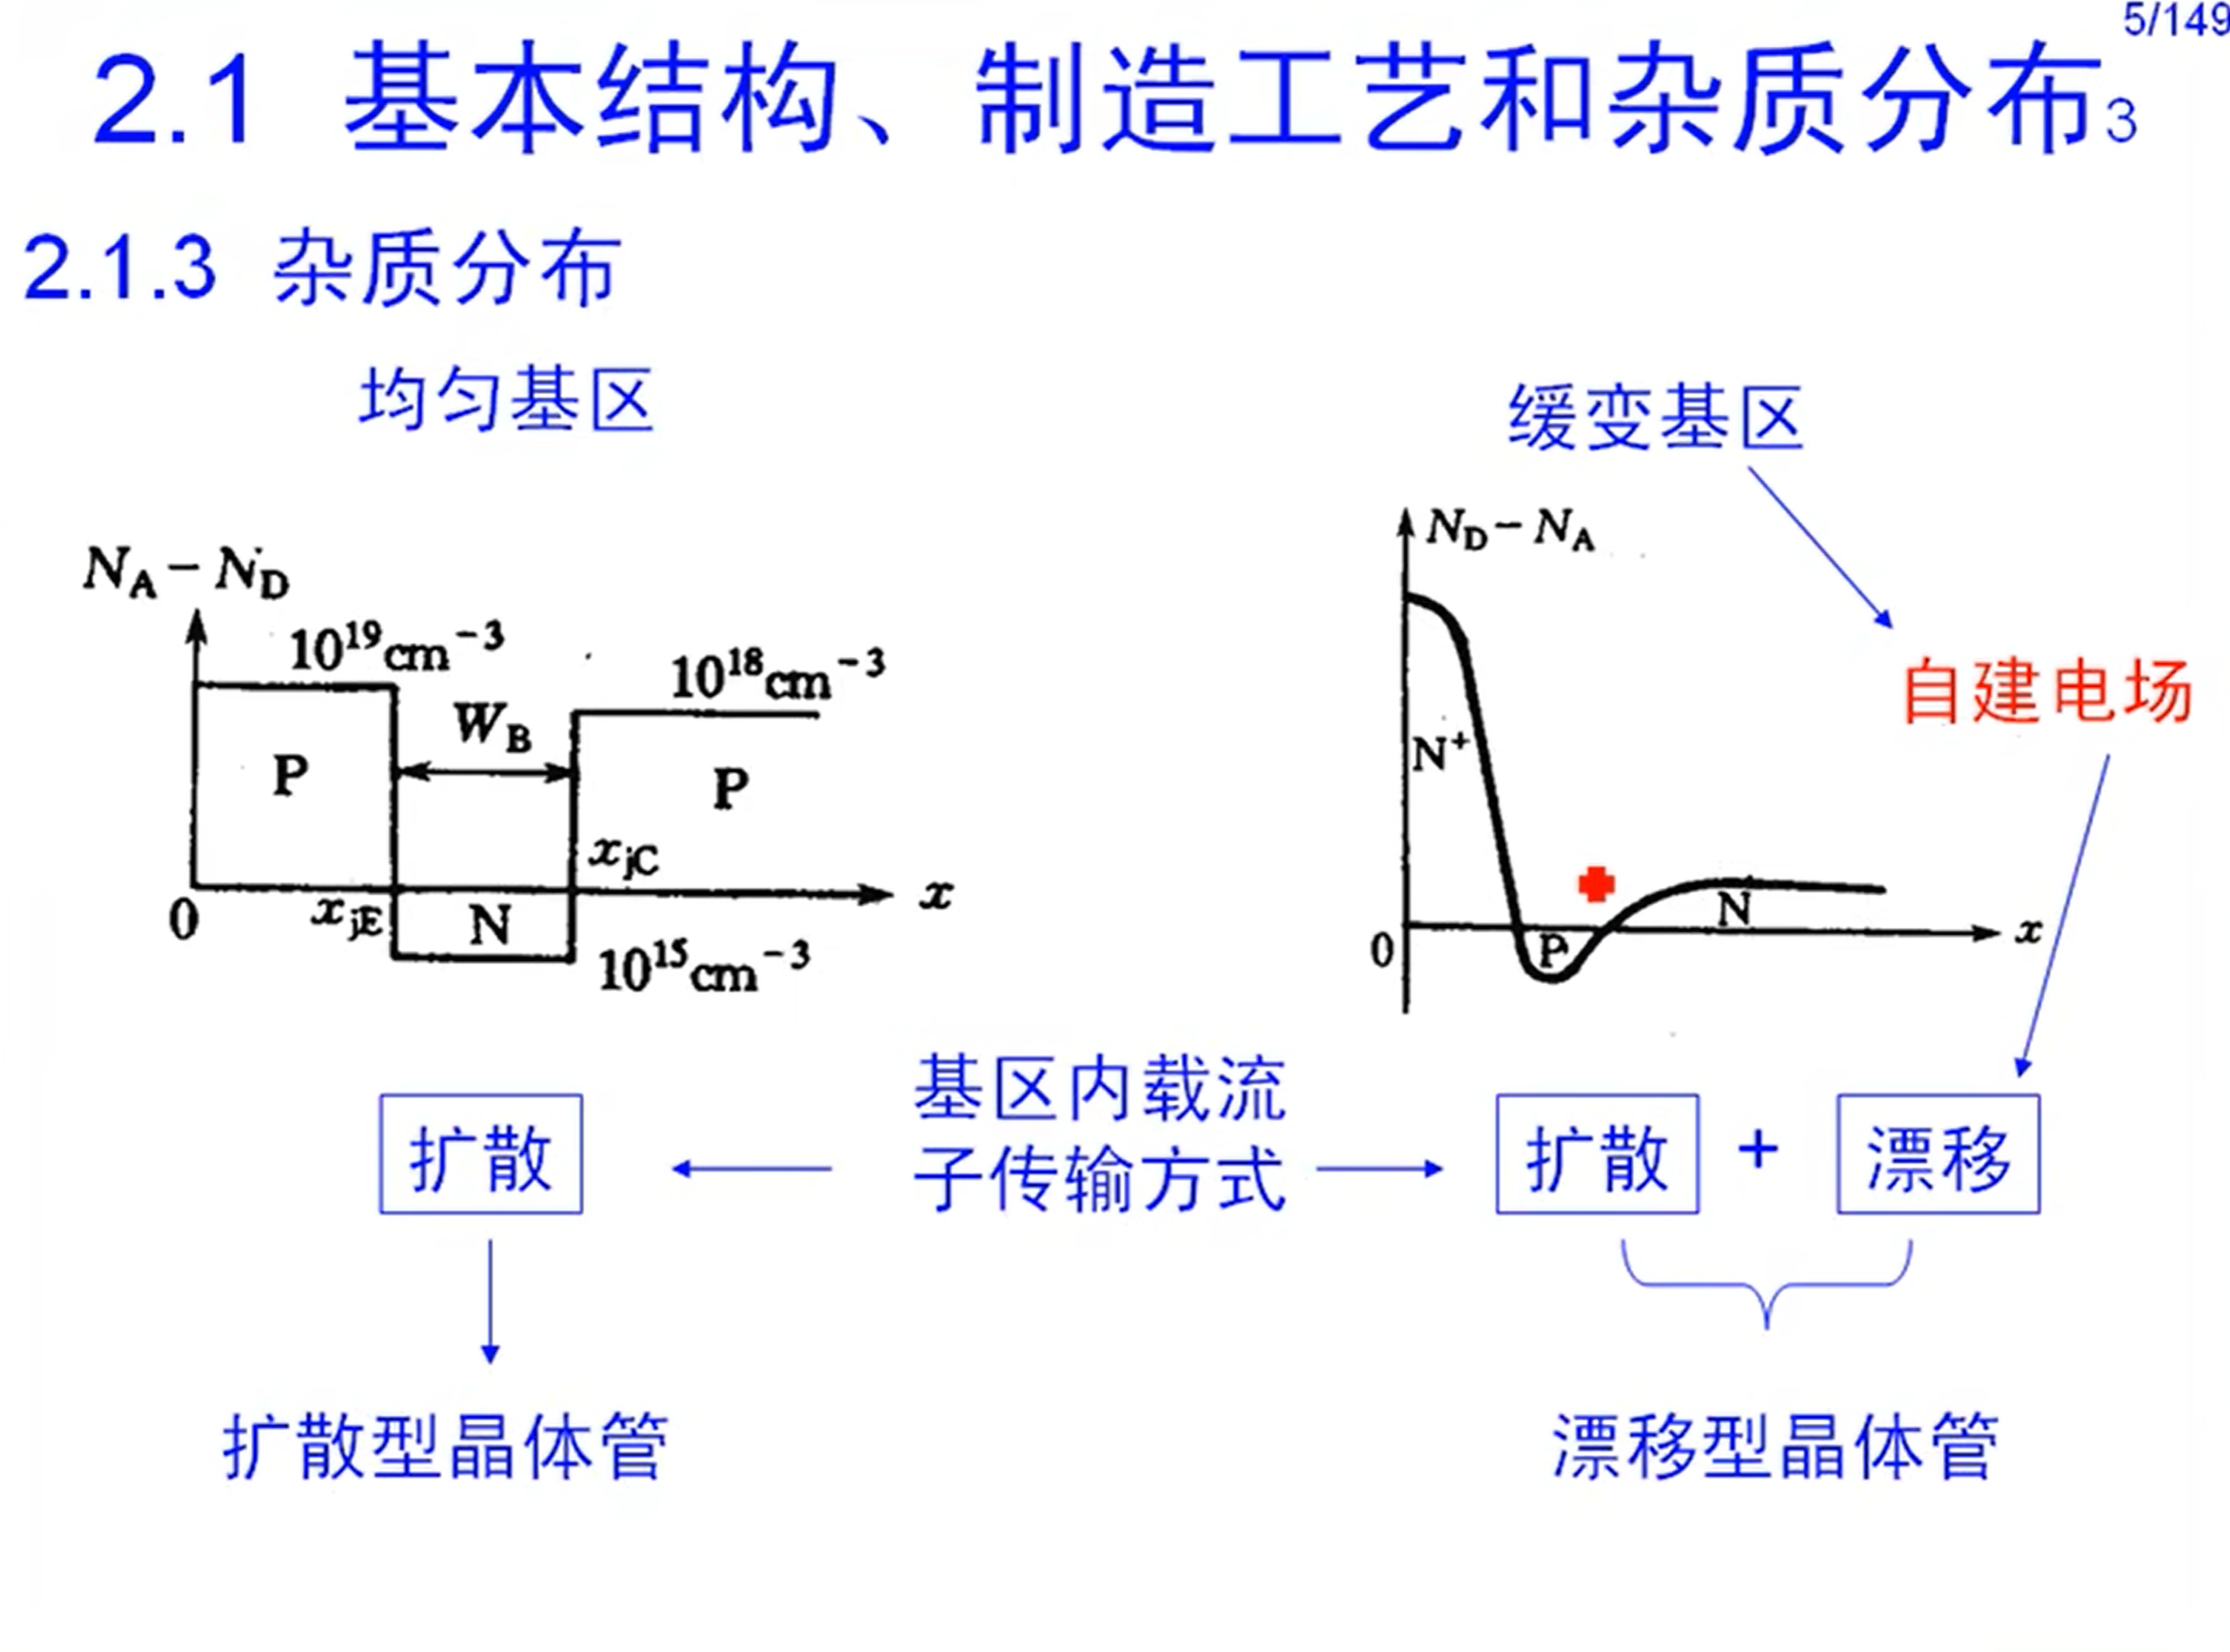 5/149
2.1 基本结构、制造工艺和杂质分布3
2.1.3 杂质分布
均匀基区
缓变基区
N_D - N_A
N_A - N_D
10^19 cm^-3
10^18 cm^-3
自建电场
W_B
P
P
N^+
x_jC
x
0
x_jE
N
10^15 cm^-3
N
P
x
0
基区内载流
子传输方式
扩散
扩散 + 漂移
扩散型晶体管
漂移型晶体管